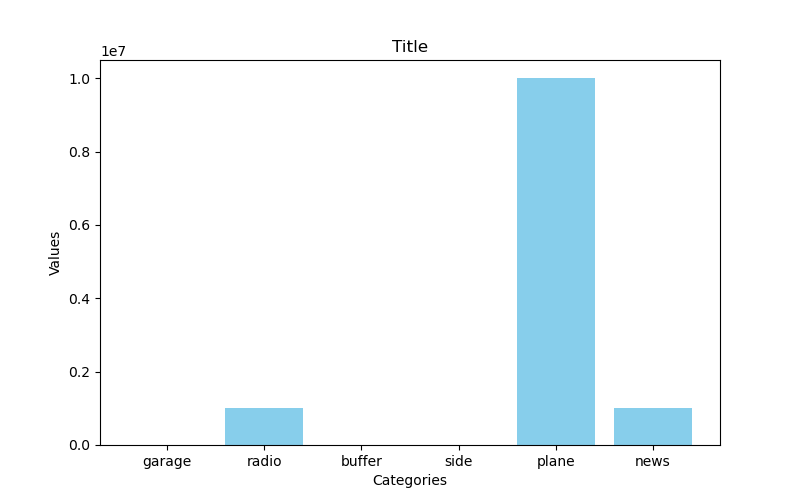 Title
1e7
1.0
0.8
0.6
0.4
0.2
0.0
Values
garage radio buffer side plane news
Categories